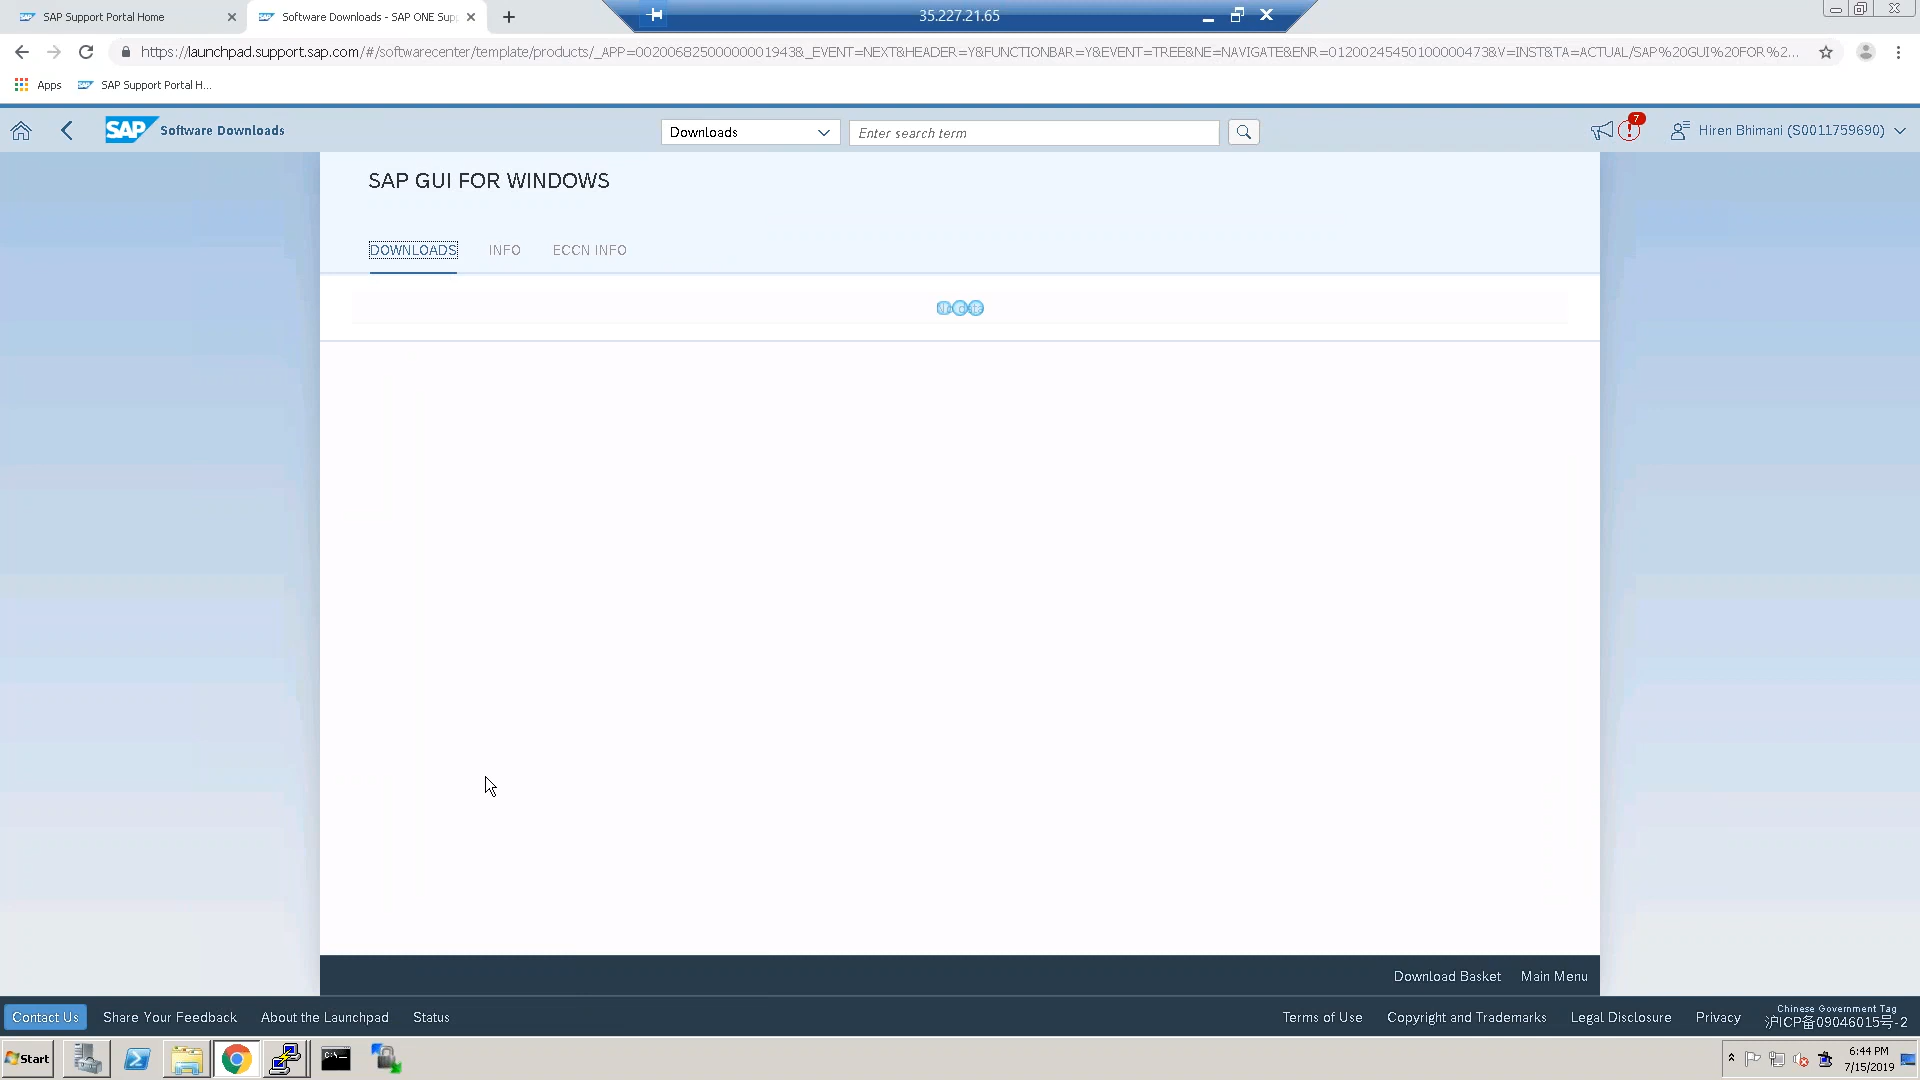 SAP Support Portal Home
Software Downloads - SAP ONE Sup
35.227.21.65
https://launchpad.support.sap.com/#/softwarecenter/template/products/_APP=00200682500000001943&_EVENT=NEXT&HEADER=Y&FUNCTIONBAR=Y&EVENT=TREE&NE=NAVIGATE&ENR=01200245450100000473&V=INST&TA=ACTUAL/SAP%20GUI%20FOR%2...
Apps
SAP Support Portal H...
SAP Software Downloads
Downloads
Enter search term
7
Hiren Bhimani (S0011759690)
SAP GUI FOR WINDOWS
DOWNLOADS
INFO
ECCN INFO
No data
Download Basket
Main Menu
Contact Us
Share Your Feedback
About the Launchpad
Status
Terms of Use
Copyright and Trademarks
Legal Disclosure
Privacy
Chinese Government Tag
沪ICP备09046015号-2
Start
6:44 PM
7/15/2019